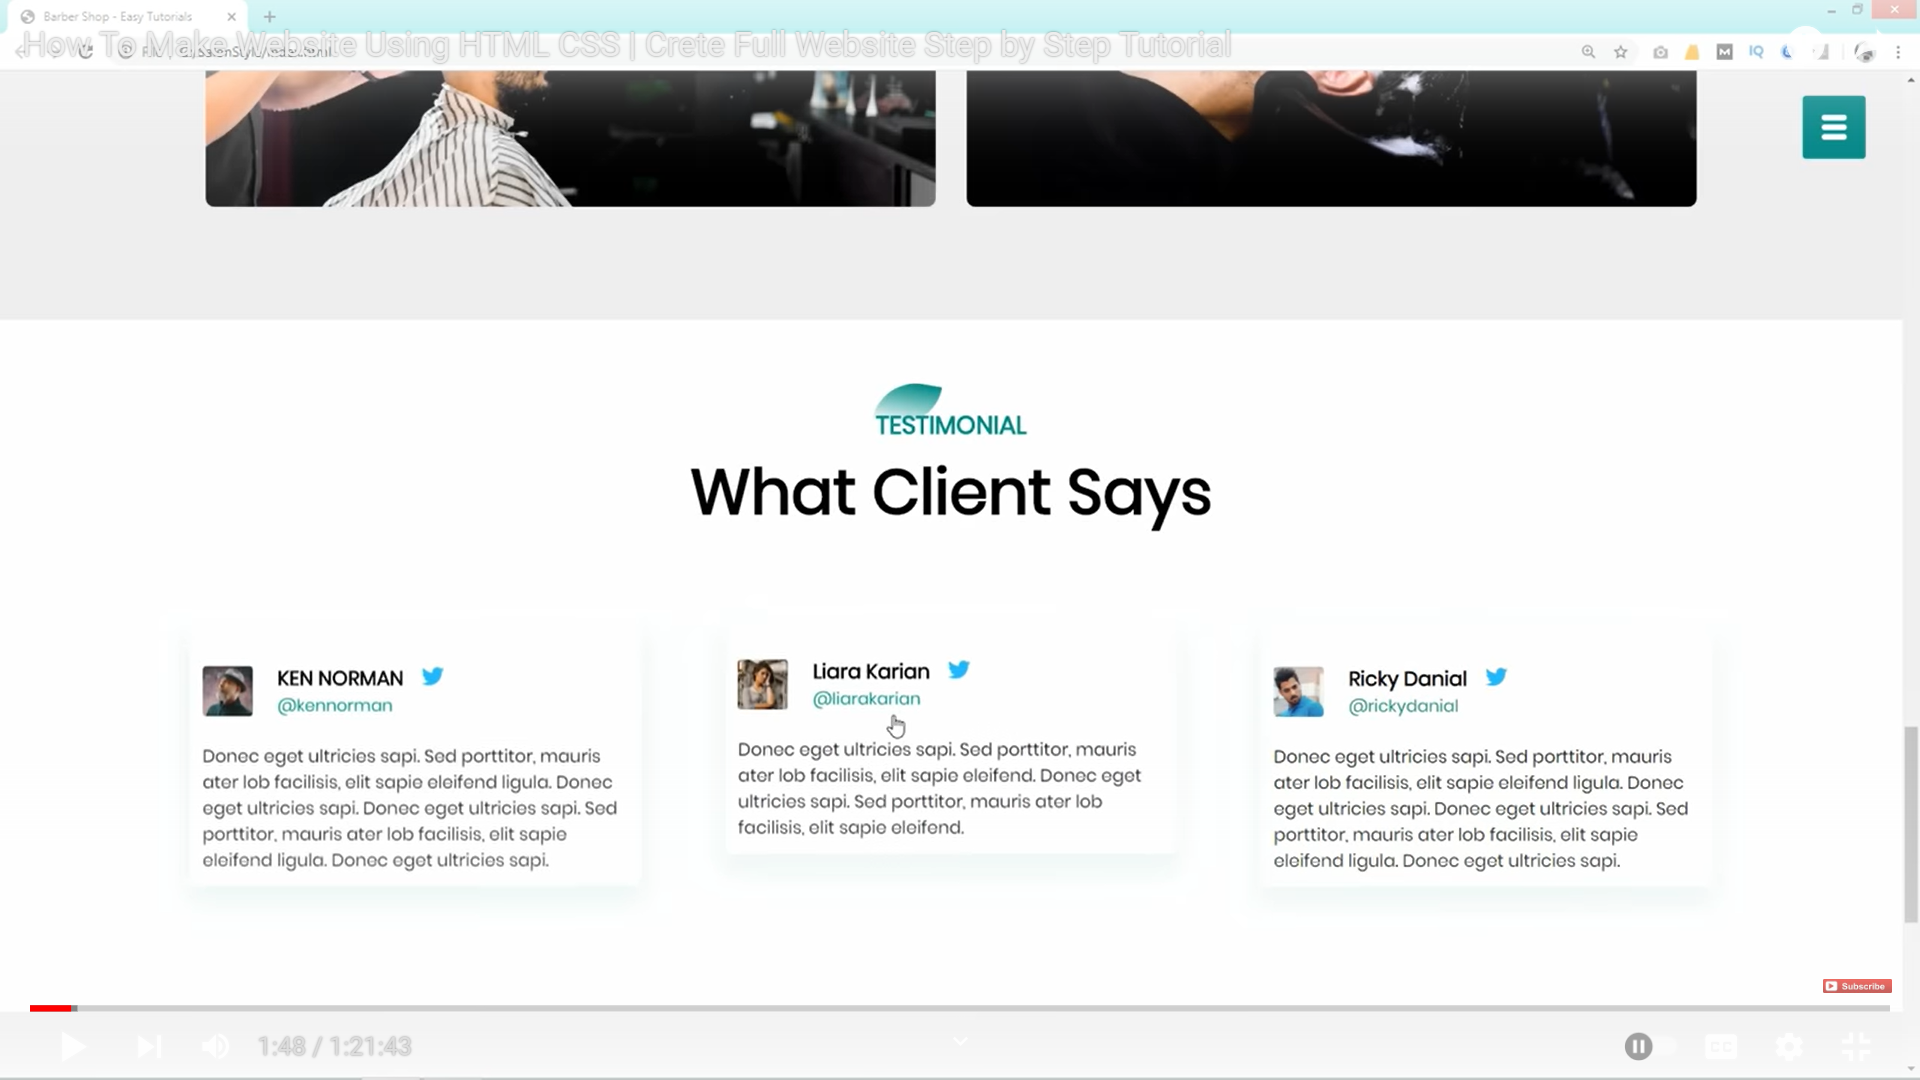 Barber Shop - Easy Tutorials
How To Make Website Using HTML CSS | Crete Full Website Step by Step Tutorial
IQ
TESTIMONIAL
What Client Says
KEN NORMAN
@kennorman
Donec eget ultricies sapi. Sed porttitor, mauris
ater lob facilisis, elit sapie eleifend ligula. Donec
eget ultricies sapi. Donec eget ultricies sapi. Sed
porttitor, mauris ater lob facilisis, elit sapie
eleifend ligula. Donec eget ultricies sapi.
Liara Karian
@liarakarian
Donec eget ultricies sapi. Sed porttitor, mauris
ater lob facilisis, elit sapie eleifend. Donec eget
ultricies sapi. Sed porttitor, mauris ater lob
facilisis, elit sapie eleifend.
Ricky Danial
@rickydanial
Donec eget ultricies sapi. Sed porttitor, mauris
ater lob facilisis, elit sapie eleifend ligula. Donec
eget ultricies sapi. Donec eget ultricies sapi. Sed
porttitor, mauris ater lob facilisis, elit sapie
eleifend ligula. Donec eget ultricies sapi.
Subscribe
1:48 / 1:21:43
CC